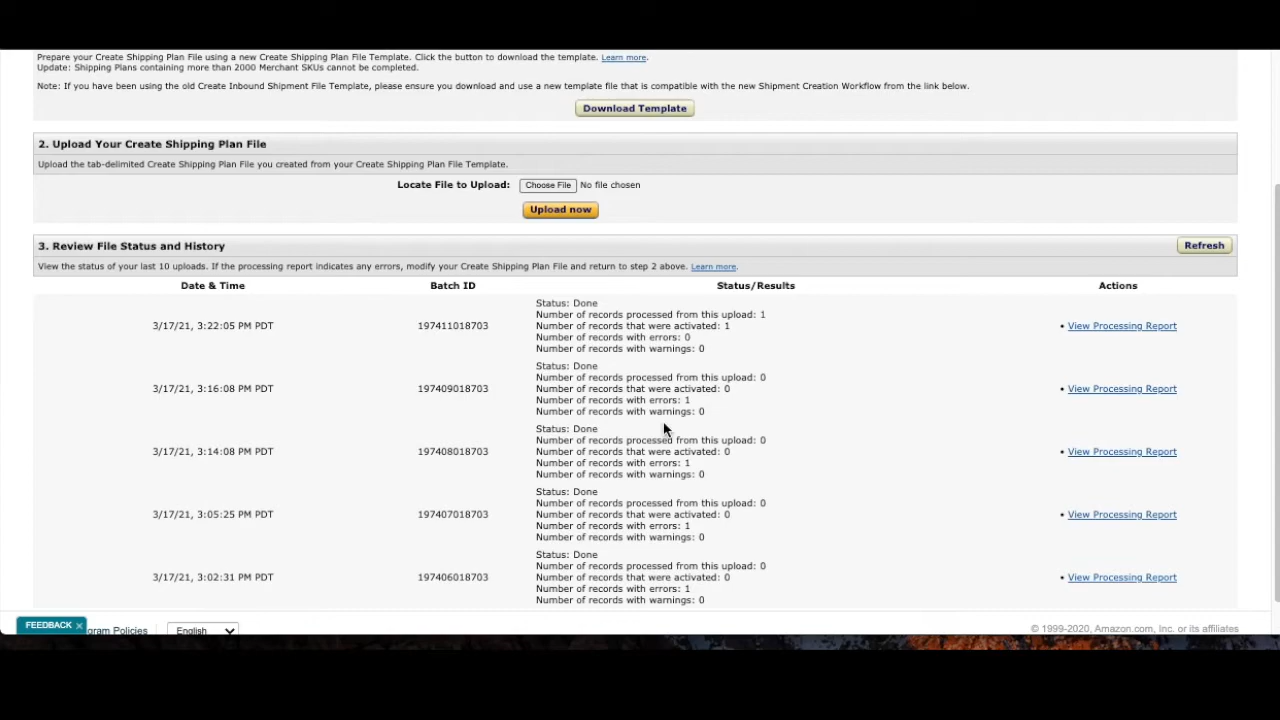 Prepare your Create Shipping Plan File using a new Create Shipping Plan File Template. Click the button to download the template. Learn more.
Update: Shipping Plans containing more than 2000 Merchant SKUs cannot be completed.
Note: If you have been using the old Create Inbound Shipment File Template, please ensure you download and use a new template file that is compatible with the new Shipment Creation Workflow from the link below.
Download Template
2. Upload Your Create Shipping Plan File
Upload the tab-delimited Create Shipping Plan File you created from your Create Shipping Plan File Template.
Locate File to Upload: Choose File No file chosen
Upload now
3. Review File Status and History Refresh
View the status of your last 10 uploads. If the processing report indicates any errors, modify your Create Shipping Plan File and return to step 2 above. Learn more.
Date & Time Batch ID Status/Results Actions
Status: Done
Number of records processed from this upload: 1
3/17/21, 3:22:05 PM PDT 197411018703 Number of records that were activated: 1 • View Processing Report
Number of records with errors: 0
Number of records with warnings: 0
Status: Done
Number of records processed from this upload: 0
3/17/21, 3:16:08 PM PDT 197409018703 Number of records that were activated: 0 • View Processing Report
Number of records with errors: 1
Number of records with warnings: 0
Status: Done
Number of records processed from this upload: 0
3/17/21, 3:14:08 PM PDT 197408018703 Number of records that were activated: 0 • View Processing Report
Number of records with errors: 1
Number of records with warnings: 0
Status: Done
Number of records processed from this upload: 0
3/17/21, 3:05:25 PM PDT 197407018703 Number of records that were activated: 0 • View Processing Report
Number of records with errors: 1
Number of records with warnings: 0
Status: Done
Number of records processed from this upload: 0
3/17/21, 3:02:31 PM PDT 197406018703 Number of records that were activated: 0 • View Processing Report
Number of records with errors: 1
Number of records with warnings: 0
FEEDBACK × gram Policies English © 1999-2020, Amazon.com, Inc. or its affiliates